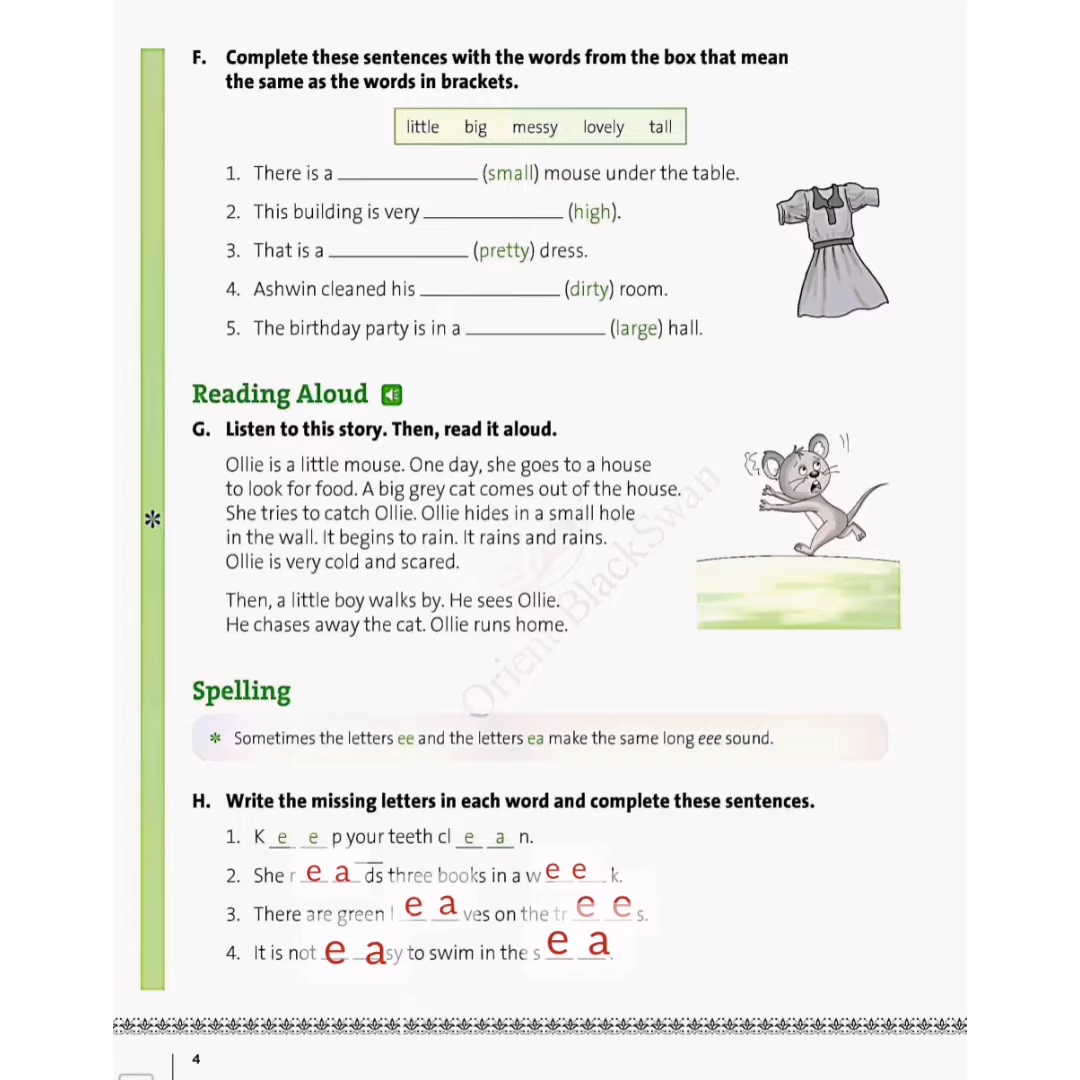 F. Complete these sentences with the words from the box that mean
the same as the words in brackets.
little big messy lovely tall
1. There is a ______________ (small) mouse under the table.
2. This building is very ______________ (high).
3. That is a ______________ (pretty) dress.
4. Ashwin cleaned his ______________ (dirty) room.
5. The birthday party is in a ______________ (large) hall.
Reading Aloud
G. Listen to this story. Then, read it aloud.
Ollie is a little mouse. One day, she goes to a house
to look for food. A big grey cat comes out of the house.
She tries to catch Ollie. Ollie hides in a small hole
in the wall. It begins to rain. It rains and rains.
Ollie is very cold and scared.
Then, a little boy walks by. He sees Ollie.
He chases away the cat. Ollie runs home.
Orient BlackSwan
Spelling
* Sometimes the letters ee and the letters ea make the same long eee sound.
H. Write the missing letters in each word and complete these sentences.
1. K e e p your teeth cl e a n.
2. She r e a ds three books in a w e e k.
3. There are green l e a ves on the tr e e s.
4. It is not e a sy to swim in the s e a.
4